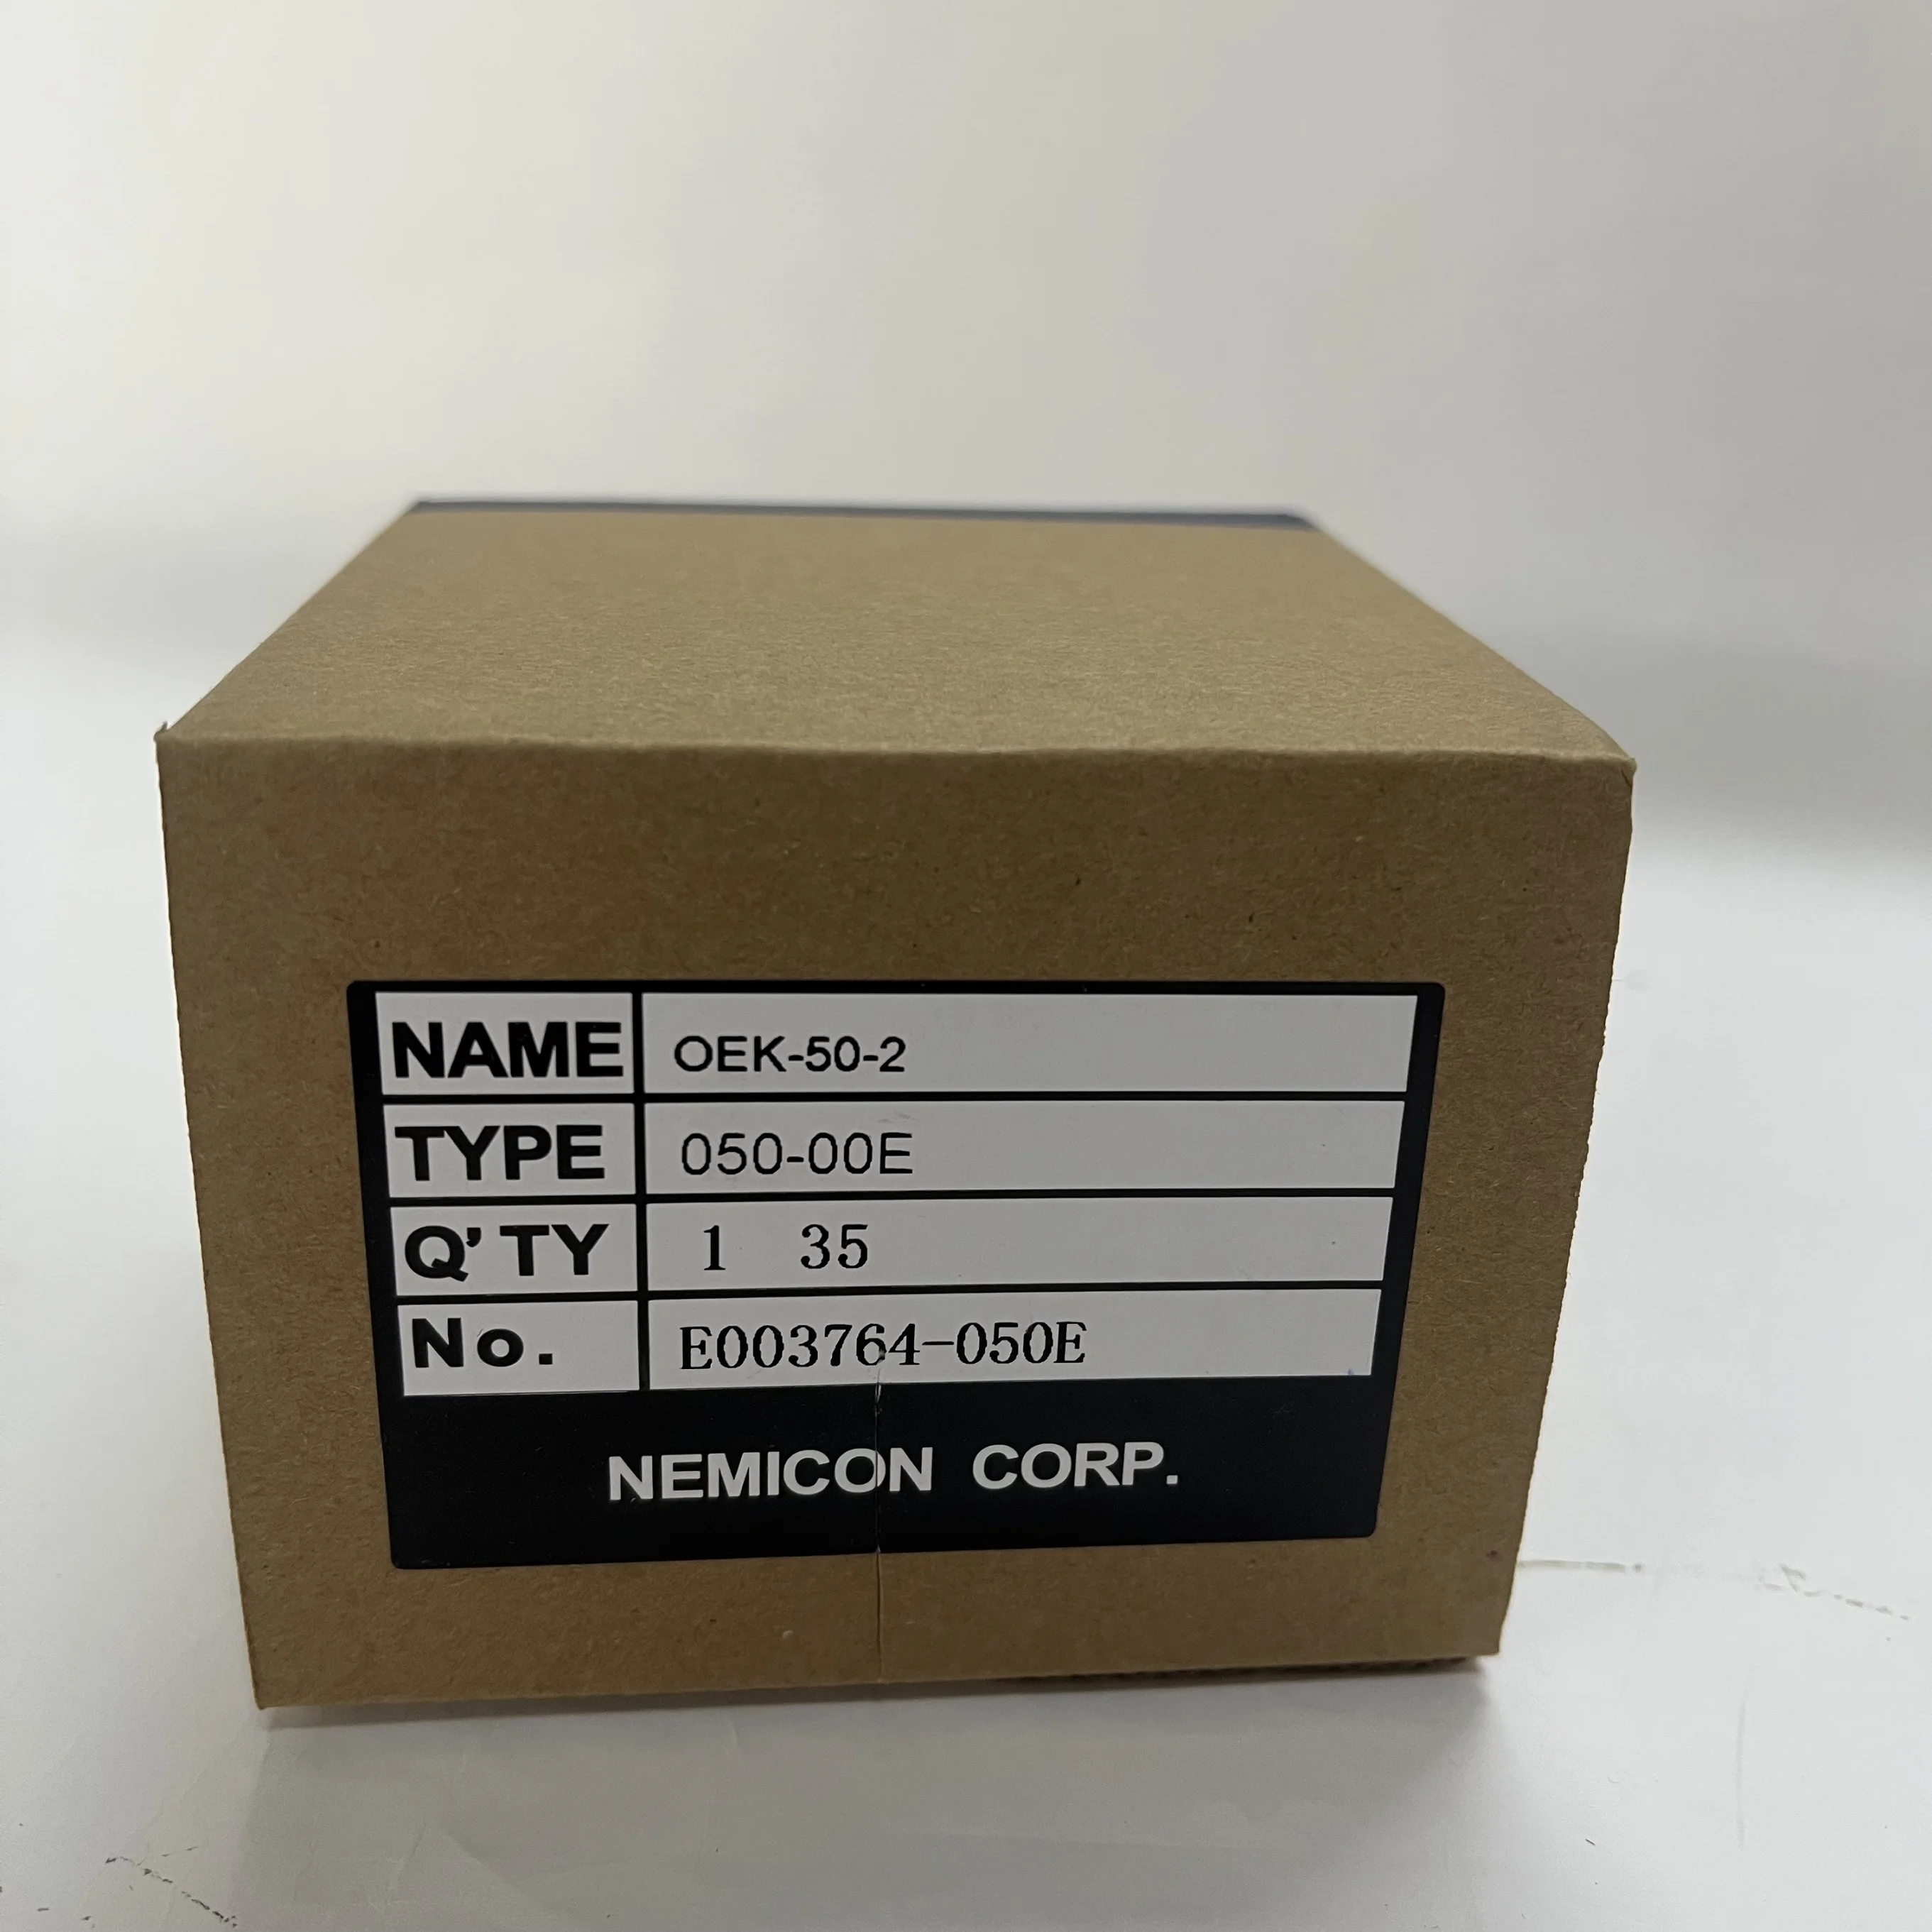 NAME OEK-50-2
TYPE 050-00E
Q'TY 1 35
No. E003764-050E
NEMICON CORP.